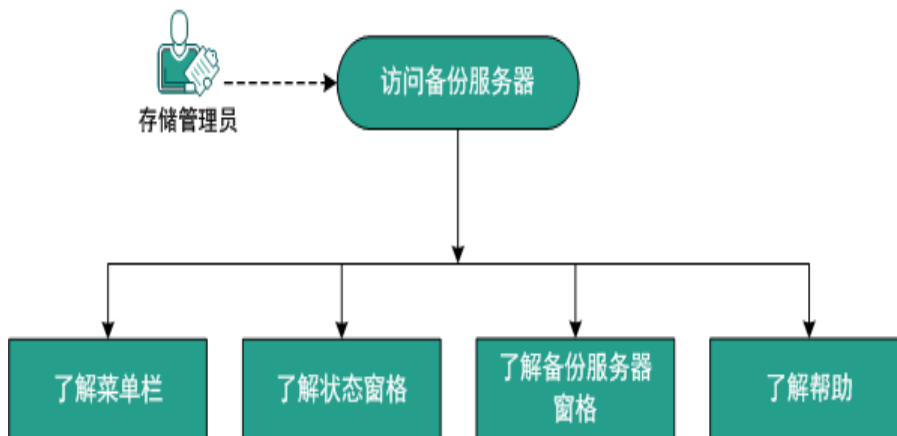 访问备份服务器
存储管理员
了解菜单栏
了解状态窗格
了解备份服务器
窗格
了解帮助